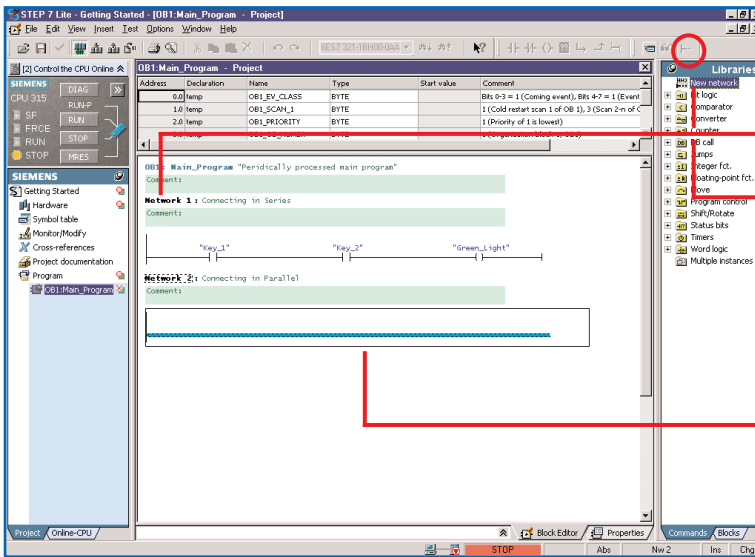 STEP 7 Lite - Getting Started - [OB1:Main_Program - Project]
File Edit View Insert Test Options Window Help
6ES7 321-1BH00-0AA
[2] Control the CPU Online
SIEMENS
CPU 315
DIAG
RUN-P
RUN
STOP
MRES
SF
FRCE
RUN
STOP
SIEMENS
Getting Started
Hardware
Symbol table
Monitor/Modify
Cross-references
Project documentation
Program
OB1:Main_Program
Project
Online-CPU
OB1:Main_Program - Project
Address Declaration Name Type Start value Comment
0.0 temp OB1_EV_CLASS BYTE Bits 0-3 = 1 (Coming event), Bits 4-7 = 1 (Event
1.0 temp OB1_SCAN_1 BYTE 1 (Cold restart scan 1 of OB 1), 3 (Scan 2-n of O
2.0 temp OB1_PRIORITY BYTE 1 (Priority of 1 is lowest)
OB1: Main_Program "Peridically processed main program"
Comment:
Network 1 : Connecting in Series
Comment:
"Key_1" "Key_2" "Green_Light"
Network 2 : Connecting in Parallel
Comment:
Block Editor
Properties
Libraries
New network
Bit logic
Comparator
Converter
Counter
DB call
Jumps
Integer fct.
Floating-point fct.
Move
Program control
Shift/Rotate
Status bits
Timers
Word logic
Multiple instances
Commands
Blocks
STOP
Abs
Nw 2
Ins
Chg